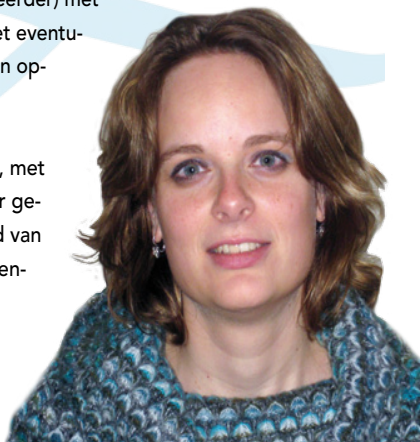 eerder) met
et eventu-
n op-
, met
r ge-
d van
en-